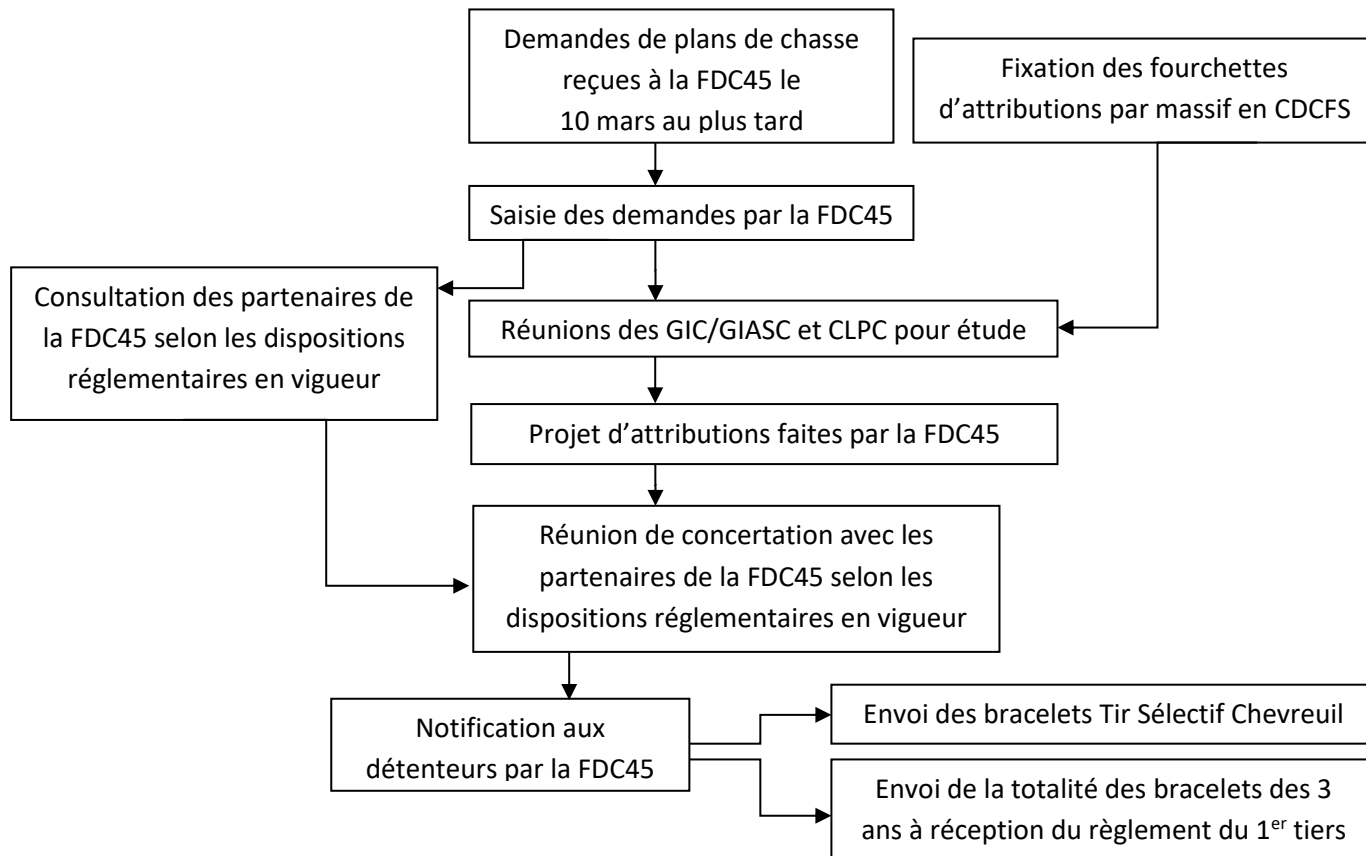 Demandes de plans de chasse
reçues à la FDC45 le
10 mars au plus tard
Fixation des fourchettes
d’attributions par massif en CDCFS
Saisie des demandes par la FDC45
Consultation des partenaires de
la FDC45 selon les dispositions
réglementaires en vigueur
Réunions des GIC/GIASC et CLPC pour étude
Projet d’attributions faites par la FDC45
Réunion de concertation avec les
partenaires de la FDC45 selon les
dispositions réglementaires en vigueur
Notification aux
détenteurs par la FDC45
Envoi des bracelets Tir Sélectif Chevreuil
Envoi de la totalité des bracelets des 3
ans à réception du règlement du 1er tiers